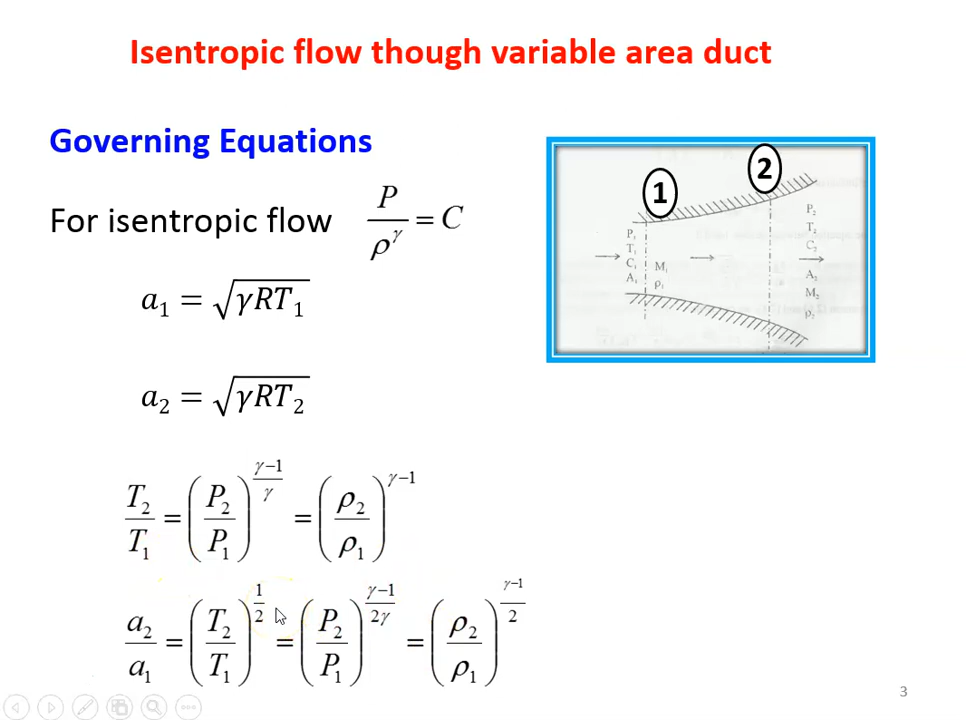 Isentropic flow though variable area duct
Governing Equations
For isentropic flow P/ρ^γ = C
a₁ = √(γRT₁)
a₂ = √(γRT₂)
T₂/T₁ = (P₂/P₁)^((γ−1)/γ) = (ρ₂/ρ₁)^(γ−1)
a₂/a₁ = (T₂/T₁)^(1/2) = (P₂/P₁)^((γ−1)/2γ) = (ρ₂/ρ₁)^((γ−1)/2)
1
2
P₁
T₁
C₁
A₁
M₁
ρ₁
P₂
T₂
C₂
A₂
M₂
ρ₂
3